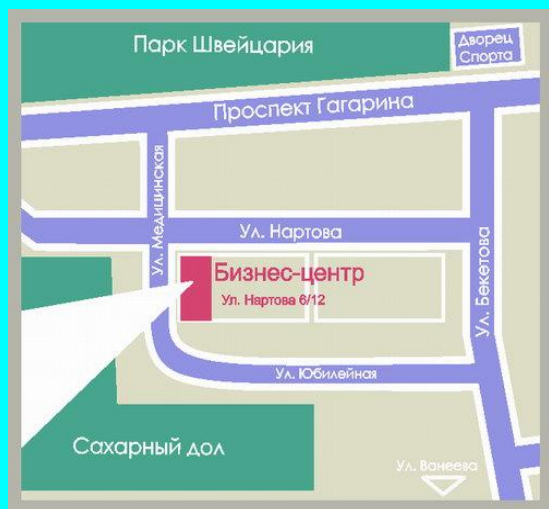 Парк Швейцария
Дворец
Спорта
Проспект Гагарина
Ул. Медицинская
Ул. Нартова
Бизнес-центр
Ул. Нартова 6/12
Ул. Бекетова
Ул. Юбилейная
Сахарный дол
Ул. Ванеева